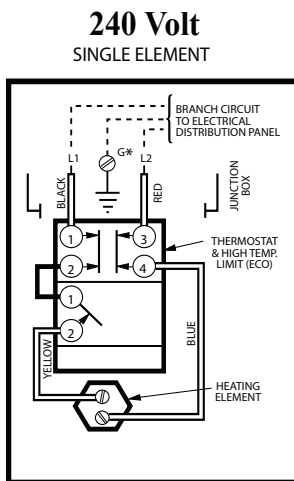 240 Volt
SINGLE ELEMENT
BRANCH CIRCUIT
TO ELECTRICAL
DISTRIBUTION PANEL
L1
G*
L2
BLACK
RED
JUNCTION
BOX
1
3
2
4
THERMOSTAT
& HIGH TEMP.
LIMIT (ECO)
1
2
YELLOW
BLUE
HEATING
ELEMENT